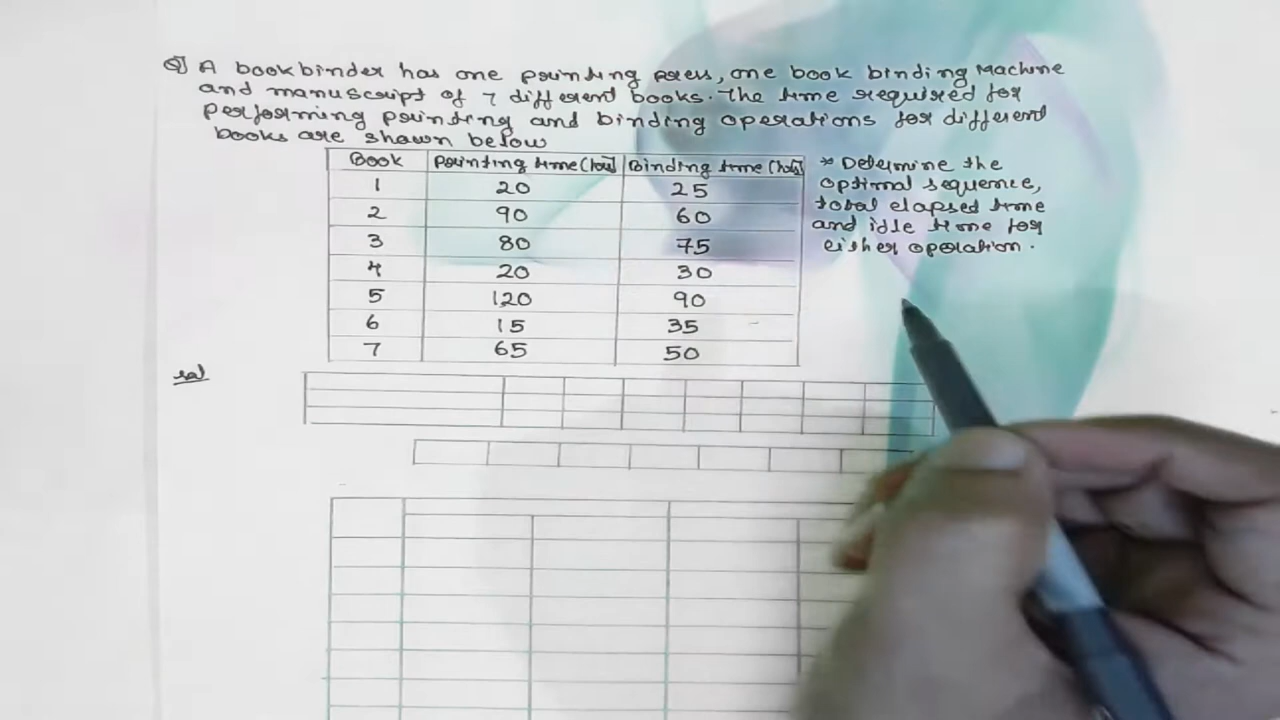 Q] A bookbinder has one printing press, one book binding Machine
and manuscript of 7 different books. The time required for
performing printing and binding operations for different
books are shown below
Book Printing time (hrs) Binding time (hrs)
1 20 25
2 90 60
3 80 75
4 20 30
5 120 90
6 15 35
7 65 50
* Determine the
optimal sequence,
total elapsed time
and idle time for
either operation.
sol